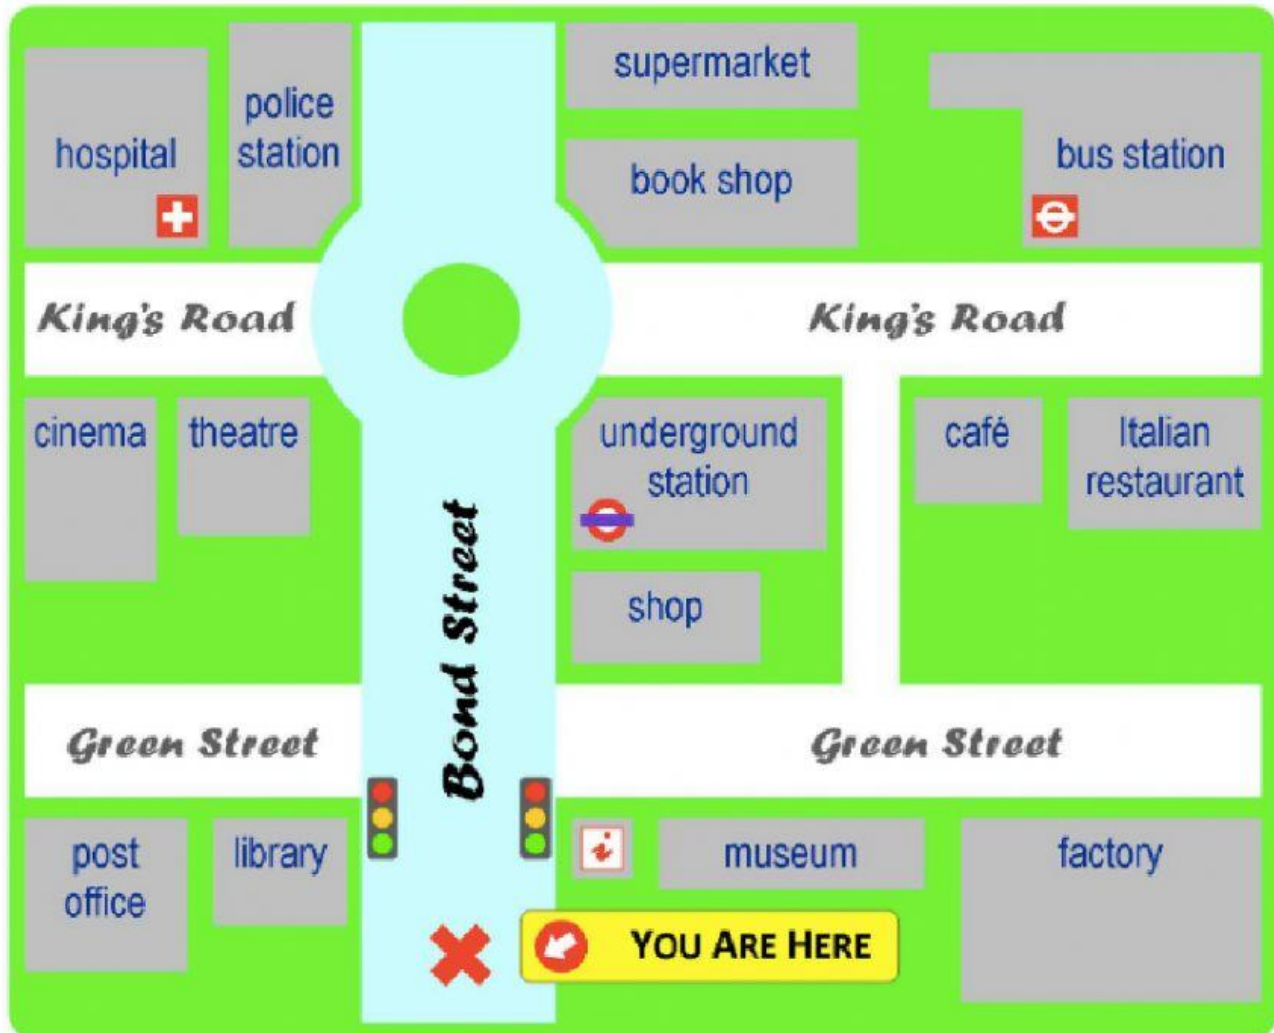 hospital
police
station
supermarket
book shop
bus station
King's Road
King's Road
cinema
theatre
underground
station
café
Italian
restaurant
shop
Bond Street
Green Street
Green Street
post
office
library
i
museum
factory
YOU ARE HERE